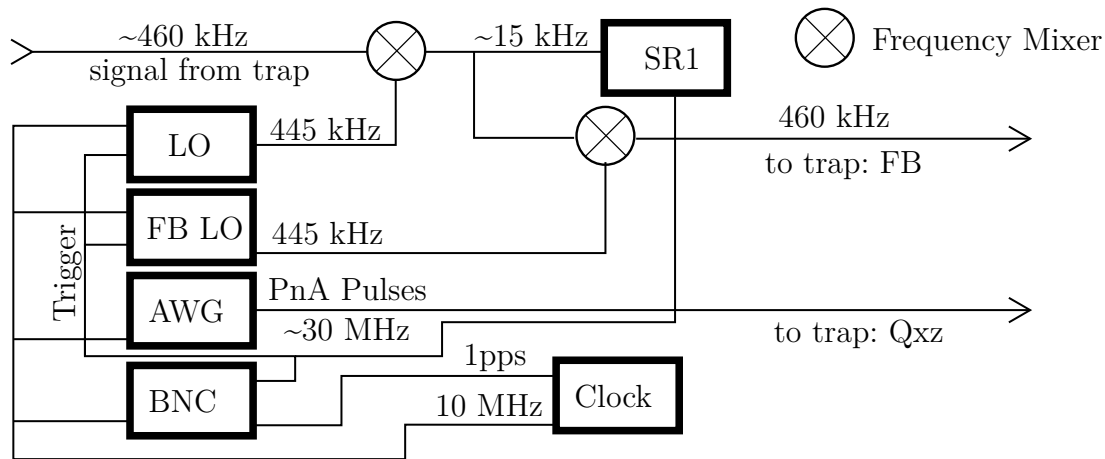 ~460 kHz
signal from trap
~15 kHz
SR1
Frequency Mixer
LO
445 kHz
460 kHz
to trap: FB
FB LO
445 kHz
Trigger
AWG
PnA Pulses
~30 MHz
to trap: Qxz
BNC
1pps
10 MHz
Clock